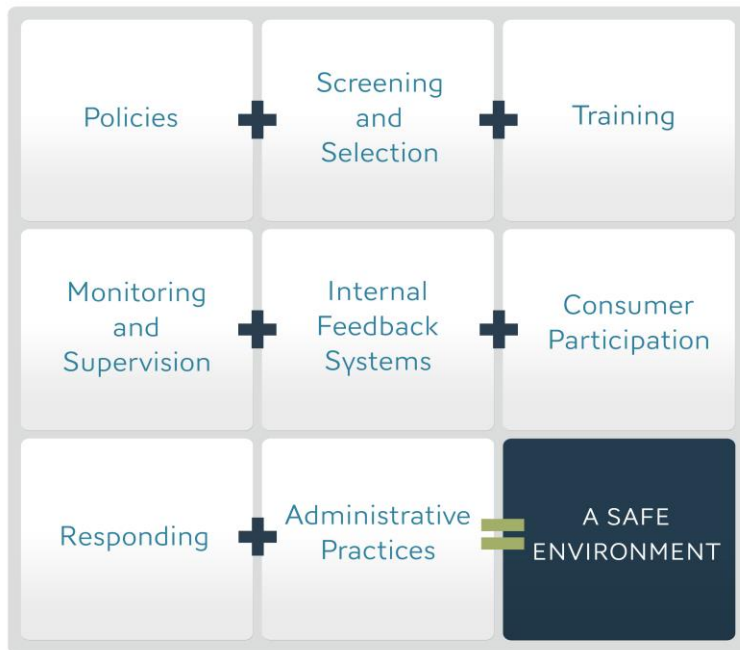 Policies
Screening
and
Selection
Training
Monitoring
and
Supervision
Internal
Feedback
Systems
Consumer
Participation
Responding
Administrative
Practices
A SAFE
ENVIRONMENT